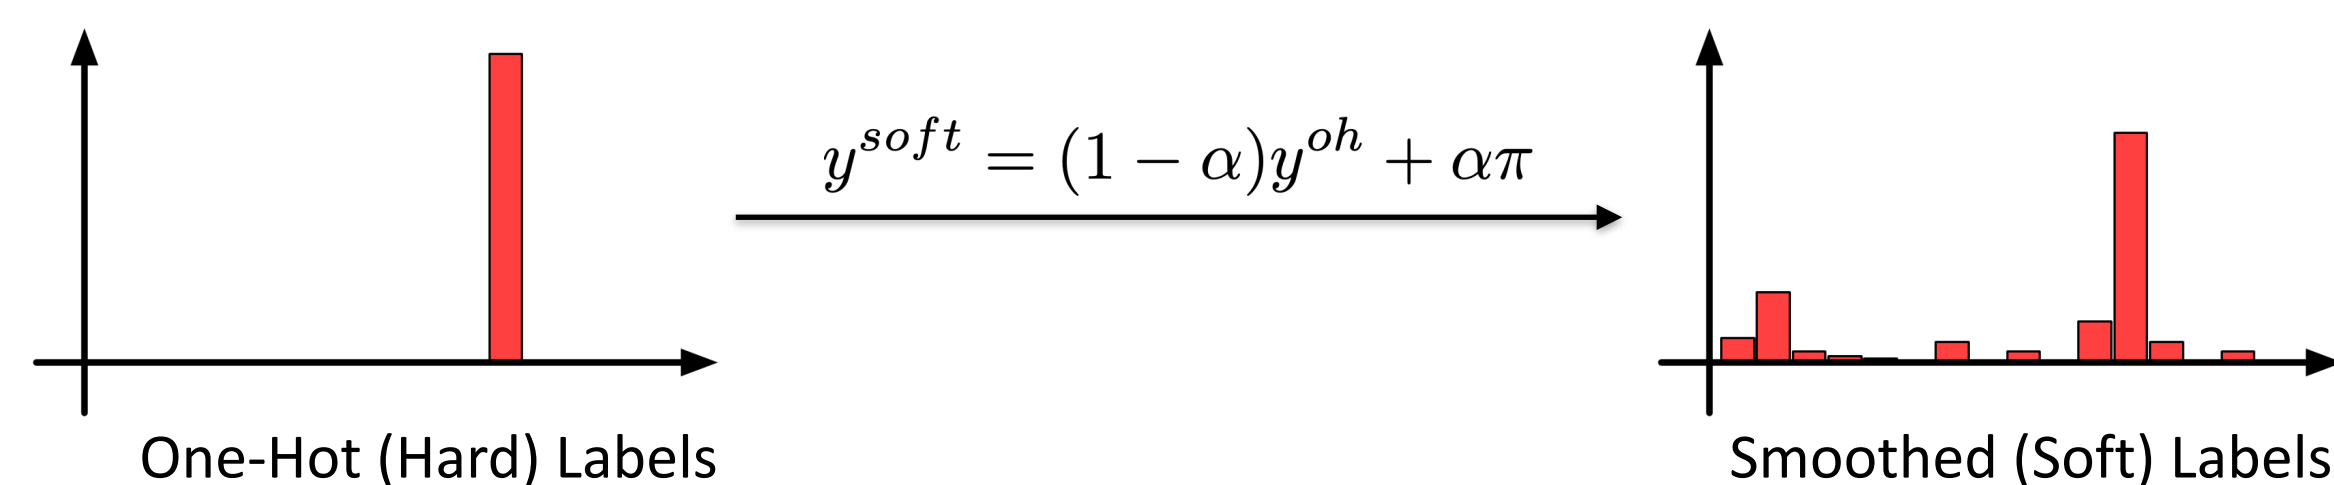 y^{soft} = (1 − α)y^{oh} + απ
One-Hot (Hard) Labels
Smoothed (Soft) Labels